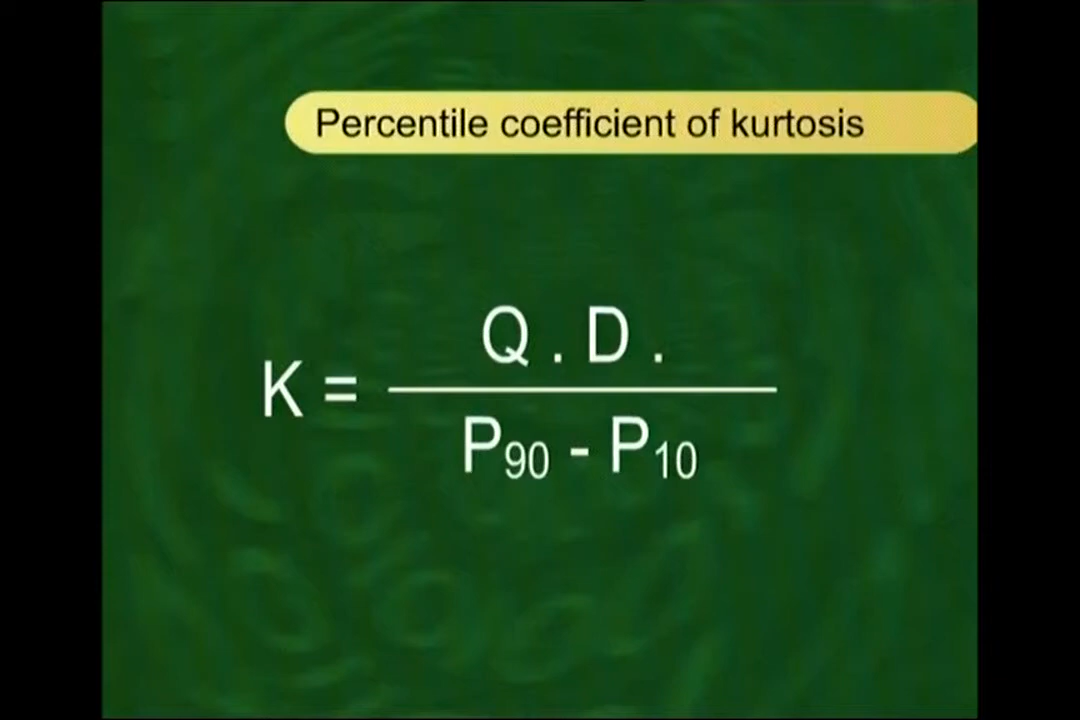 Percentile coefficient of kurtosis
Q . D .
K =
P90 - P10